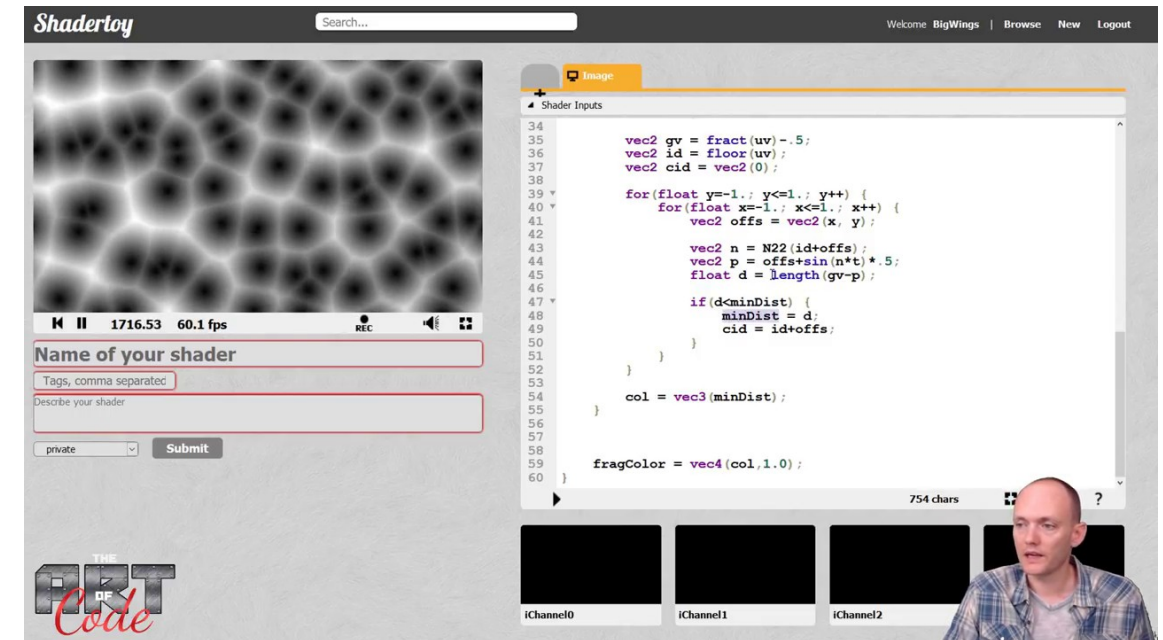 Shadertoy
Search...
Welcome BigWings | Browse New Logout
Image
Shader Inputs
34
35 vec2 gv = fract(uv)-.5;
36 vec2 id = floor(uv);
37 vec2 cid = vec2(0);
38
39 for(float y=-1.; y<=1.; y++) {
40 for(float x=-1.; x<=1.; x++) {
41 vec2 offs = vec2(x, y);
42
43 vec2 n = N22(id+offs);
44 vec2 p = offs+sin(n*t)*.5;
45 float d = length(gv-p);
46
47 if(d<minDist) {
48 minDist = d;
49 cid = id+offs;
50 }
51 }
52 }
53
54 col = vec3(minDist);
55 }
56
57
58
59 fragColor = vec4(col,1.0);
60 }
754 chars
?
1716.53 60.1 fps
REC
Name of your shader
Tags, comma separated
Describe your shader
private
Submit
iChannel0
iChannel1
iChannel2
THE
ART
OF
Code